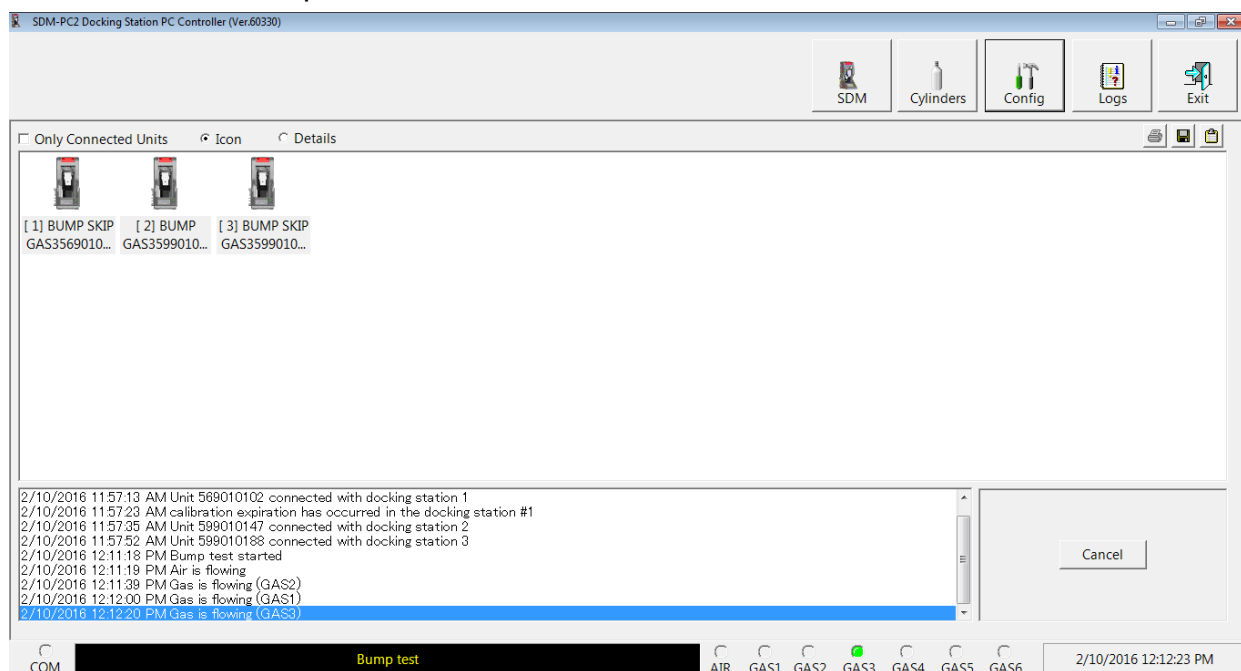 SDM-PC2 Docking Station PC Controller (Ver.60330)
SDM
Cylinders
Config
Logs
Exit
Only Connected Units
Icon
Details
[ 1] BUMP SKIP
GAS3569010...
[ 2] BUMP
GAS3599010...
[ 3] BUMP SKIP
GAS3599010...
2/10/2016 11:57:13 AM Unit 569010102 connected with docking station 1
2/10/2016 11:57:23 AM calibration expiration has occurred in the docking station #1
2/10/2016 11:57:35 AM Unit 599010147 connected with docking station 2
2/10/2016 11:57:52 AM Unit 599010188 connected with docking station 3
2/10/2016 12:11:18 PM Bump test started
2/10/2016 12:11:19 PM Air is flowing
2/10/2016 12:11:39 PM Gas is flowing (GAS2)
2/10/2016 12:12:00 PM Gas is flowing (GAS1)
2/10/2016 12:12:20 PM Gas is flowing (GAS3)
Cancel
COM
Bump test
AIR GAS1 GAS2 GAS3 GAS4 GAS5 GAS6
2/10/2016 12:12:23 PM